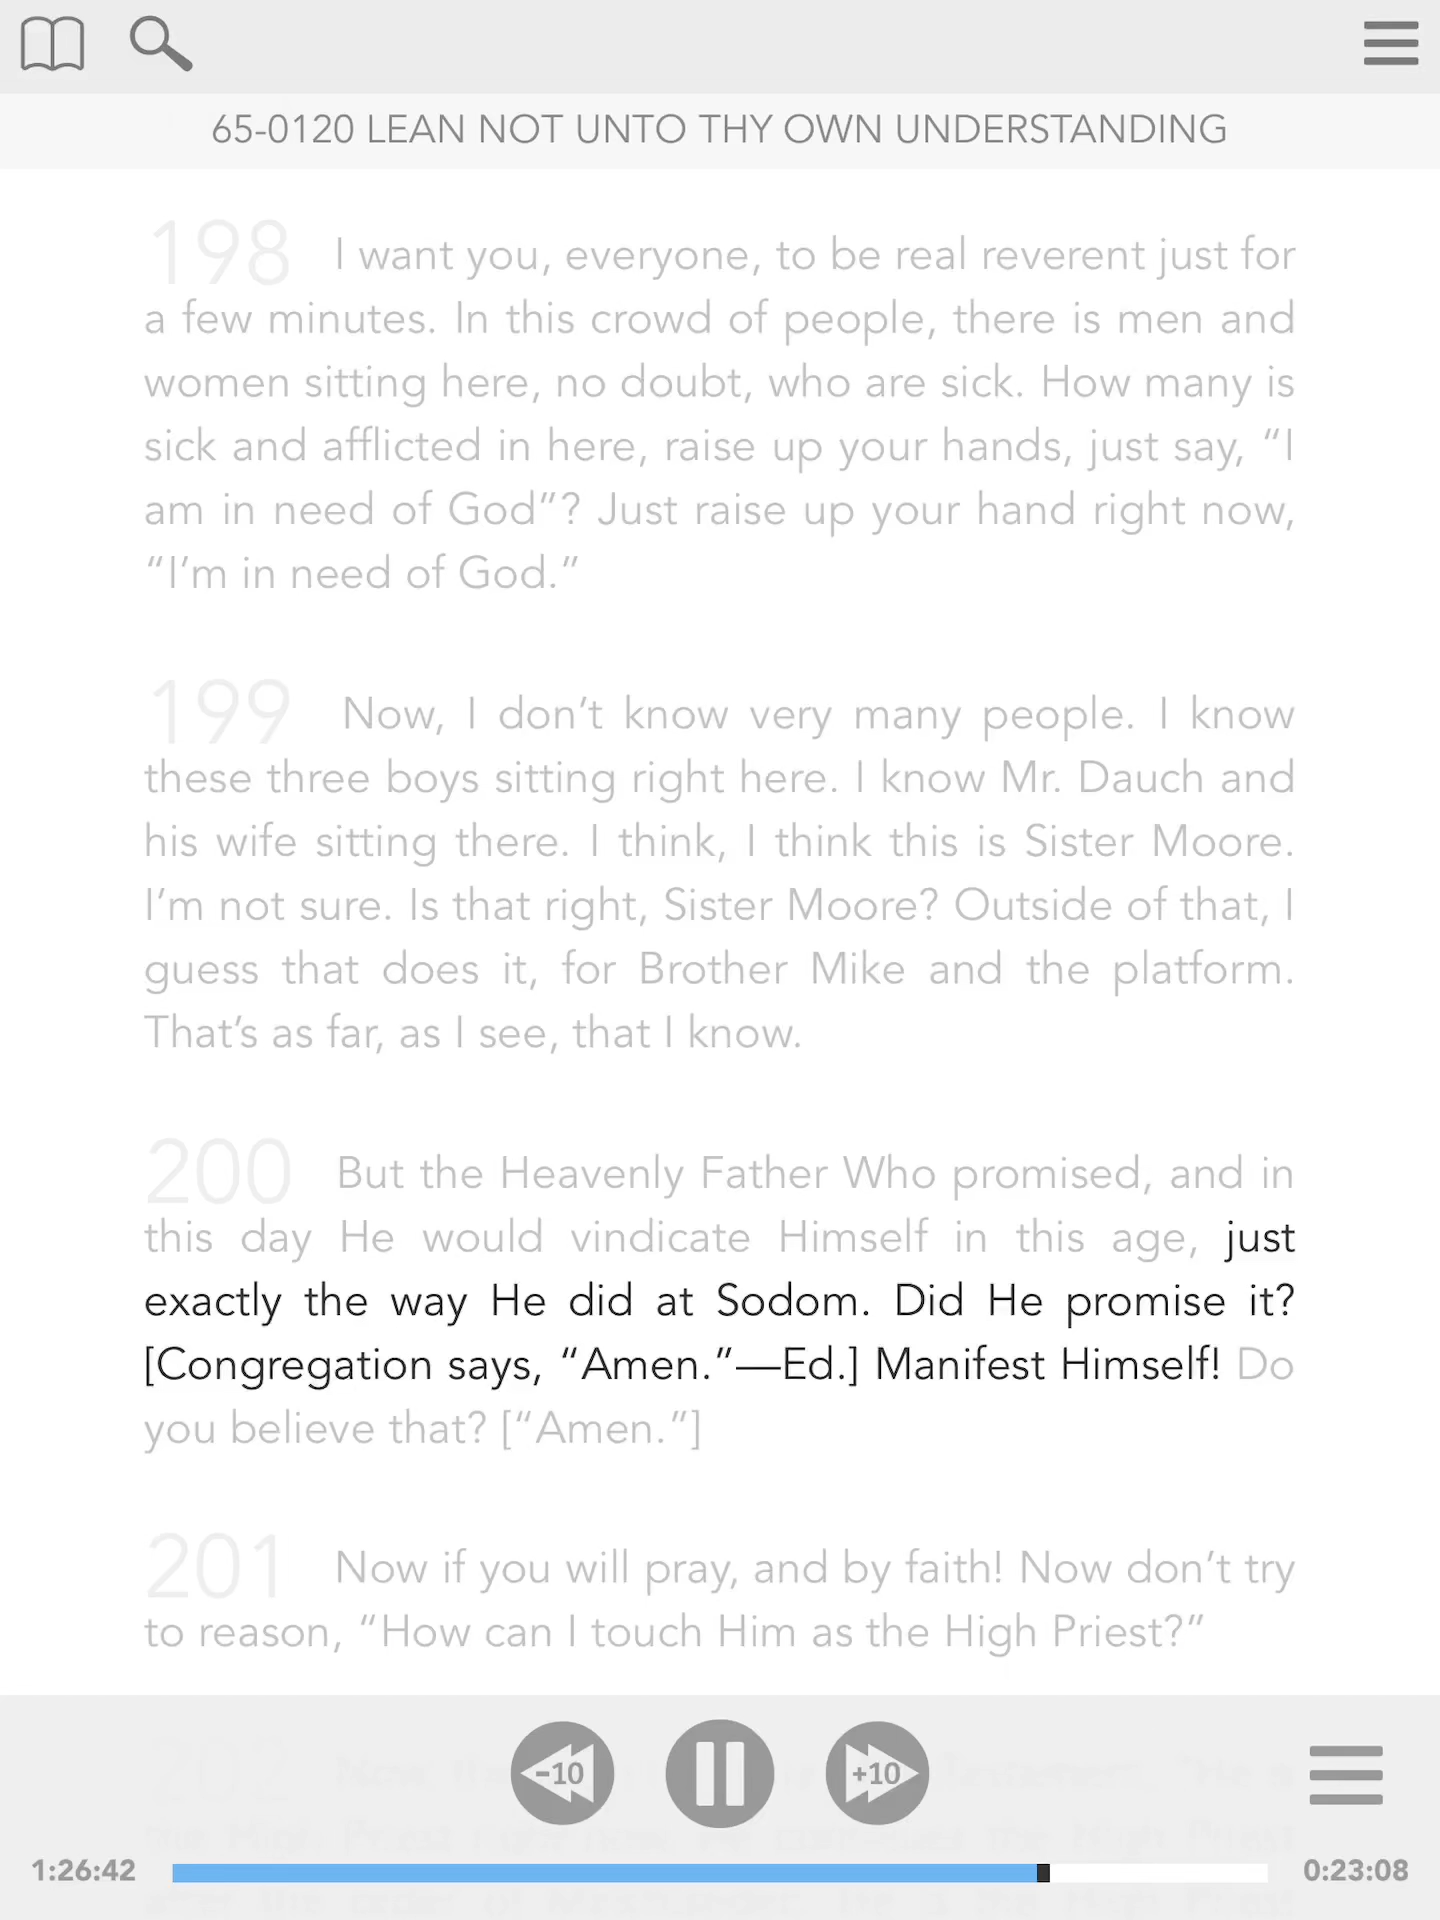 65-0120 LEAN NOT UNTO THY OWN UNDERSTANDING
198 I want you, everyone, to be real reverent just for
a few minutes. In this crowd of people, there is men and
women sitting here, no doubt, who are sick. How many is
sick and afflicted in here, raise up your hands, just say, “I
am in need of God”? Just raise up your hand right now,
“I’m in need of God.”
199 Now, I don’t know very many people. I know
these three boys sitting right here. I know Mr. Dauch and
his wife sitting there. I think, I think this is Sister Moore.
I’m not sure. Is that right, Sister Moore? Outside of that, I
guess that does it, for Brother Mike and the platform.
That’s as far, as I see, that I know.
200 But the Heavenly Father Who promised, and in
this day He would vindicate Himself in this age, just
exactly the way He did at Sodom. Did He promise it?
[Congregation says, “Amen.”—Ed.] Manifest Himself! Do
you believe that? [“Amen.”]
201 Now if you will pray, and by faith! Now don’t try
to reason, “How can I touch Him as the High Priest?”
-10 +10
1:26:42 0:23:08